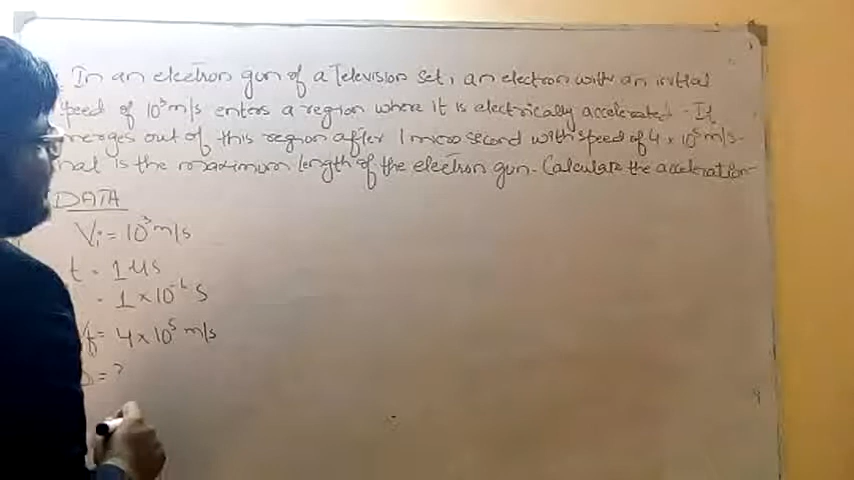 In an electron gun of a Television set, an electron with an initial
speed of 10³ m/s enters a region where it is electrically accelerated. It
merges out of this region after 1 micro second with speed of 4 x 10⁵ m/s.
hat is the maximum length of the electron gun. Calculate the acceleration
DATA
Vi = 10³ m/s
t = 1 µs
= 1 x 10⁻⁶ S
Vf = 4 x 10⁵ m/s
S = ?